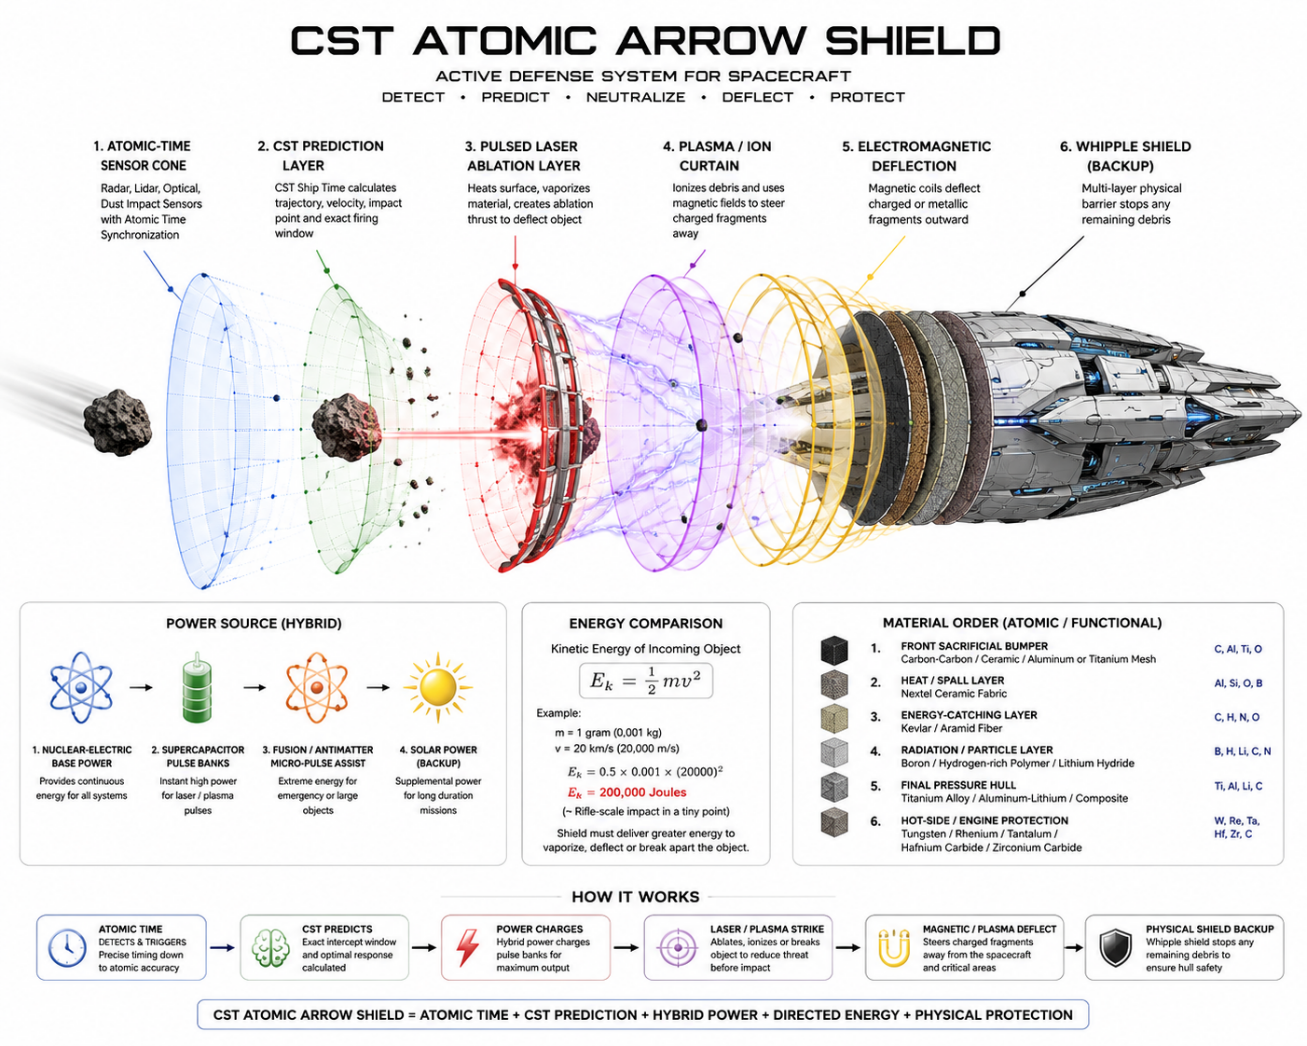 CST ATOMIC ARROW SHIELD
ACTIVE DEFENSE SYSTEM FOR SPACECRAFT
DETECT • PREDICT • NEUTRALIZE • DEFLECT • PROTECT
1. ATOMIC-TIME
SENSOR CONE
Radar, Lidar, Optical,
Dust Impact Sensors
with Atomic Time
Synchronization
2. CST PREDICTION
LAYER
CST Ship Time calculates
trajectory, velocity, impact
point and exact firing
window
3. PULSED LASER
ABLATION LAYER
Heats surface, vaporizes
material, creates ablation
thrust to deflect object
4. PLASMA / ION
CURTAIN
Ionizes debris and uses
magnetic fields to steer
charged fragments
away
5. ELECTROMAGNETIC
DEFLECTION
Magnetic coils deflect
charged or metallic
fragments outward
6. WHIPPLE SHIELD
(BACKUP)
Multi-layer physical
barrier stops any
remaining debris
POWER SOURCE (HYBRID)
1. NUCLEAR-ELECTRIC
BASE POWER
Provides continuous
energy for all systems
2. SUPERCAPACITOR
PULSE BANKS
Instant high power
for laser / plasma
pulses
3. FUSION / ANTIMATTER
MICRO-PULSE ASSIST
Extreme energy for
emergency or large
objects
4. SOLAR POWER
(BACKUP)
Supplemental power
for long duration
missions
ENERGY COMPARISON
Kinetic Energy of Incoming Object
E_k = 1/2 mv²
Example:
m = 1 gram (0,001 kg)
v = 20 km/s (20,000 m/s)
E_k = 0.5 × 0.001 × (20000)²
E_k = 200,000 Joules
(~ Rifle-scale impact in a tiny point)
Shield must deliver greater energy to
vaporize, deflect or break apart the object.
MATERIAL ORDER (ATOMIC / FUNCTIONAL)
1. FRONT SACRIFICIAL BUMPER C, Al, Ti, O
Carbon-Carbon / Ceramic / Aluminum or Titanium Mesh
2. HEAT / SPALL LAYER Al, Si, O, B
Nextel Ceramic Fabric
3. ENERGY-CATCHING LAYER C, H, N, O
Kevlar / Aramid Fiber
4. RADIATION / PARTICLE LAYER B, H, Li, C, N
Boron / Hydrogen-rich Polymer / Lithium Hydride
5. FINAL PRESSURE HULL Ti, Al, Li, C
Titanium Alloy / Aluminum-Lithium / Composite
6. HOT-SIDE / ENGINE PROTECTION W, Re, Ta,
Tungsten / Rhenium / Tantalum / Hf, Zr, C
Hafnium Carbide / Zirconium Carbide
HOW IT WORKS
ATOMIC TIME
DETECTS & TRIGGERS
Precise timing down
to atomic accuracy
CST PREDICTS
Exact intercept window
and optimal response
calculated
POWER CHARGES
Hybrid power charges
pulse banks for
maximum output
LASER / PLASMA STRIKE
Ablates, ionizes or breaks
object to reduce threat
before impact
MAGNETIC / PLASMA DEFLECT
Steers charged fragments
away from the spacecraft
and critical areas
PHYSICAL SHIELD BACKUP
Whipple shield stops any
remaining debris to
ensure hull safety
CST ATOMIC ARROW SHIELD = ATOMIC TIME + CST PREDICTION + HYBRID POWER + DIRECTED ENERGY + PHYSICAL PROTECTION